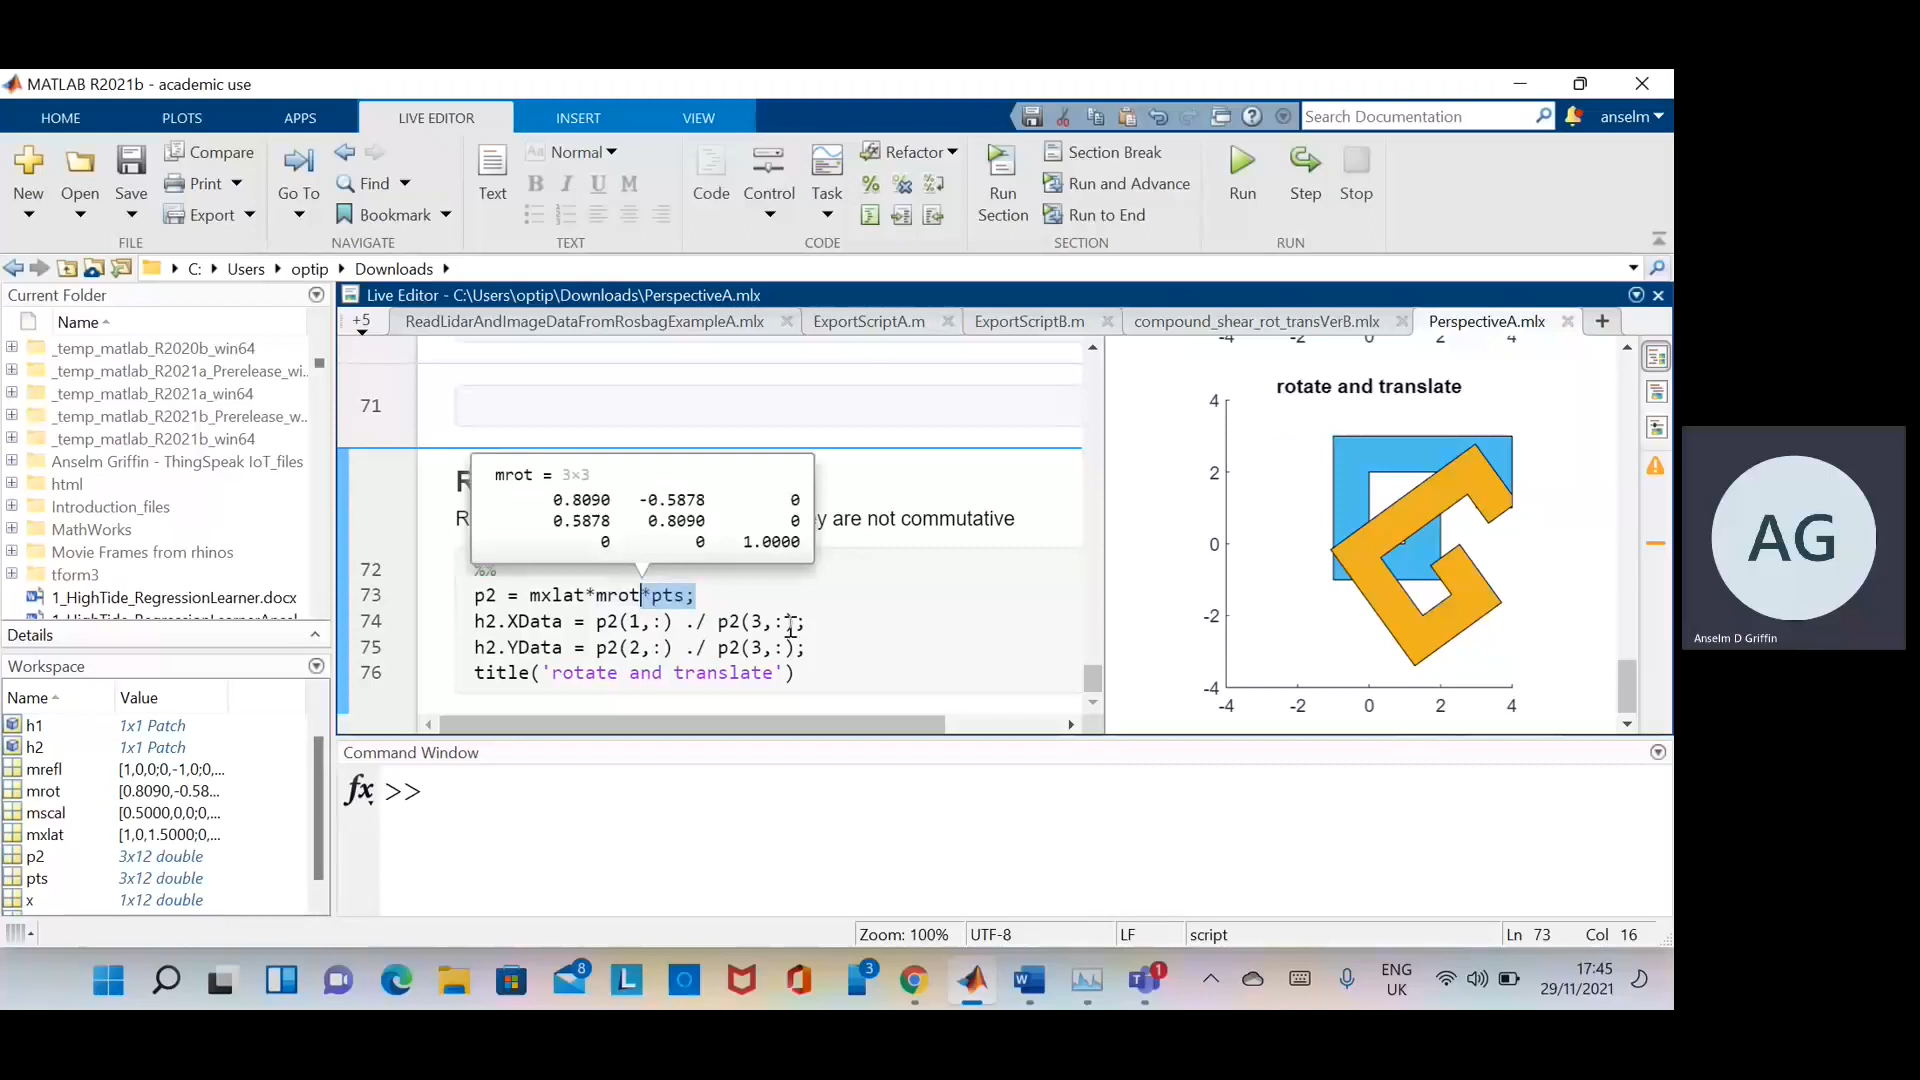 MATLAB R2021b - academic use
HOME PLOTS APPS LIVE EDITOR INSERT VIEW
Search Documentation
anselm
New Open Save
Compare
Print
Export
FILE
Go To
Find
Bookmark
NAVIGATE
Text
Aa Normal
B I U M
TEXT
Code Control Task
Refactor
CODE
Run Section
Section Break
Run and Advance
Run to End
SECTION
Run Step Stop
RUN
C: Users optip Downloads
Current Folder
Name
_temp_matlab_R2020b_win64
_temp_matlab_R2021a_Prerelease_wi...
_temp_matlab_R2021a_win64
_temp_matlab_R2021b_Prerelease_w...
_temp_matlab_R2021b_win64
Anselm Griffin - ThingSpeak IoT_files
html
Introduction_files
MathWorks
Movie Frames from rhinos
tform3
1_HighTide_RegressionLearner.docx
Details
Workspace
Name Value
h1 1x1 Patch
h2 1x1 Patch
mrefl [1,0,0;0,-1,0;0,...
mrot [0.8090,-0.58...
mscal [0.5000,0,0;0,...
mxlat [1,0,1.5000;0,...
p2 3x12 double
pts 3x12 double
x 1x12 double
Live Editor - C:\Users\optip\Downloads\PerspectiveA.mlx
+5 ReadLidarAndImageDataFromRosbagExampleA.mlx ExportScriptA.m ExportScriptB.m compound_shear_rot_transVerB.mlx PerspectiveA.mlx +
71
mrot = 3×3
0.8090 -0.5878 0
0.5878 0.8090 0
0 0 1.0000
R
R y are not commutative
72 %%
73 p2 = mxlat*mrot*pts;
74 h2.XData = p2(1,:) ./ p2(3,:);
75 h2.YData = p2(2,:) ./ p2(3,:);
76 title('rotate and translate')
-4 -2 0 2 4
rotate and translate
4
2
0
-2
-4
-4 -2 0 2 4
Command Window
fx >>
Zoom: 100% UTF-8 LF script Ln 73 Col 16
8
3
1
ENG
UK
17:45
29/11/2021
AG
Anselm D Griffin